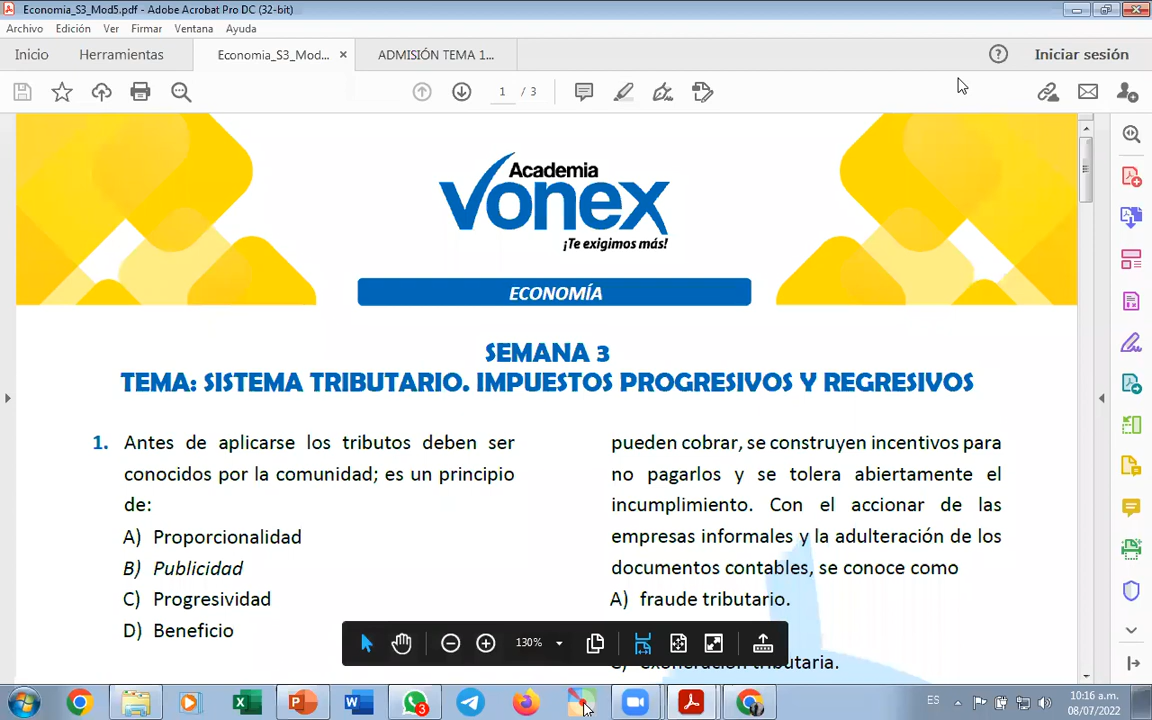 Economia_S3_Mod5.pdf - Adobe Acrobat Pro DC (32-bit)
Archivo Edición Ver Firmar Ventana Ayuda
Inicio Herramientas Economia_S3_Mod... × ADMISIÓN TEMA 1... ? Iniciar sesión
1 / 3
Academia
Vonex
¡Te exigimos más!
ECONOMÍA
SEMANA 3
TEMA: SISTEMA TRIBUTARIO. IMPUESTOS PROGRESIVOS Y REGRESIVOS
1. Antes de aplicarse los tributos deben ser
conocidos por la comunidad; es un principio
de:
A) Proporcionalidad
B) Publicidad
C) Progresividad
D) Beneficio
pueden cobrar, se construyen incentivos para
no pagarlos y se tolera abiertamente el
incumplimiento. Con el accionar de las
empresas informales y la adulteración de los
documentos contables, se conoce como
A) fraude tributario.
exoneración tributaria.
130%
3
ES
10:16 a.m.
08/07/2022